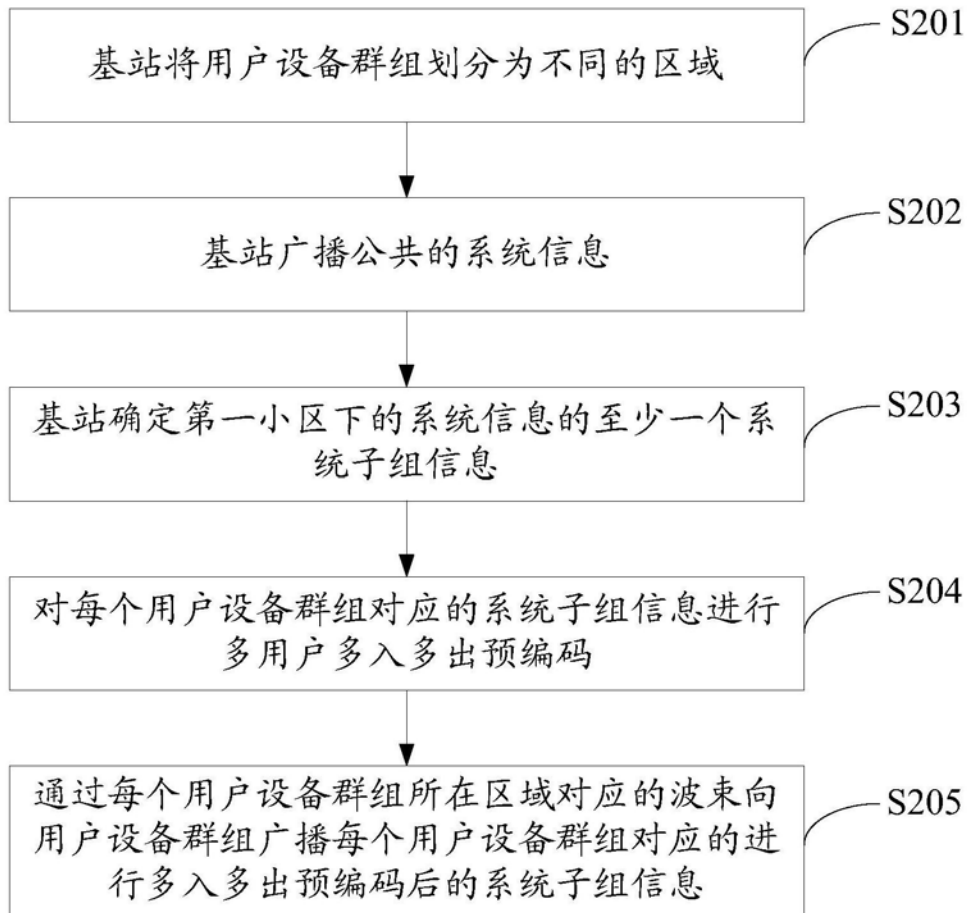 S201
基站将用户设备群组划分为不同的区域
S202
基站广播公共的系统信息
S203
基站确定第一小区下的系统信息的至少一个系
统子组信息
S204
对每个用户设备群组对应的系统子组信息进行
多用户多入多出预编码
S205
通过每个用户设备群组所在区域对应的波束向
用户设备群组广播每个用户设备群组对应的进
行多入多出预编码后的系统子组信息